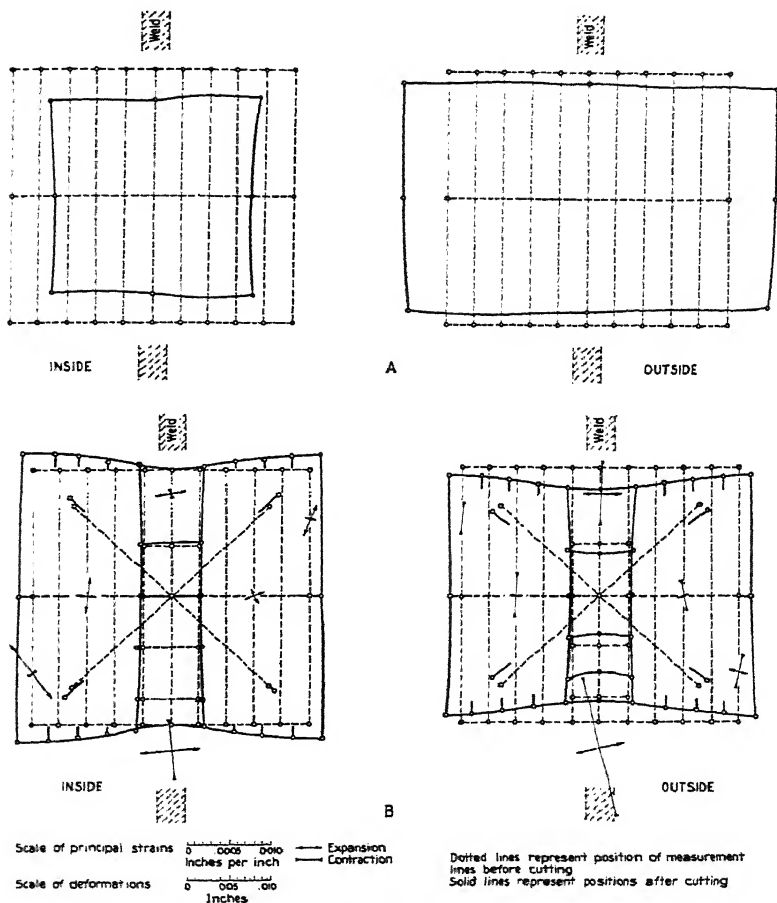 Weld
Weld
INSIDE
A
OUTSIDE
Weld
Weld
INSIDE
B
OUTSIDE
Scale of principal strains
0 .0005 .0010
Inches per inch
Expansion
Contraction
Scale of deformations
0 .005 .010
Inches
Dotted lines represent position of measurement
lines before cutting
Solid lines represent positions after cutting